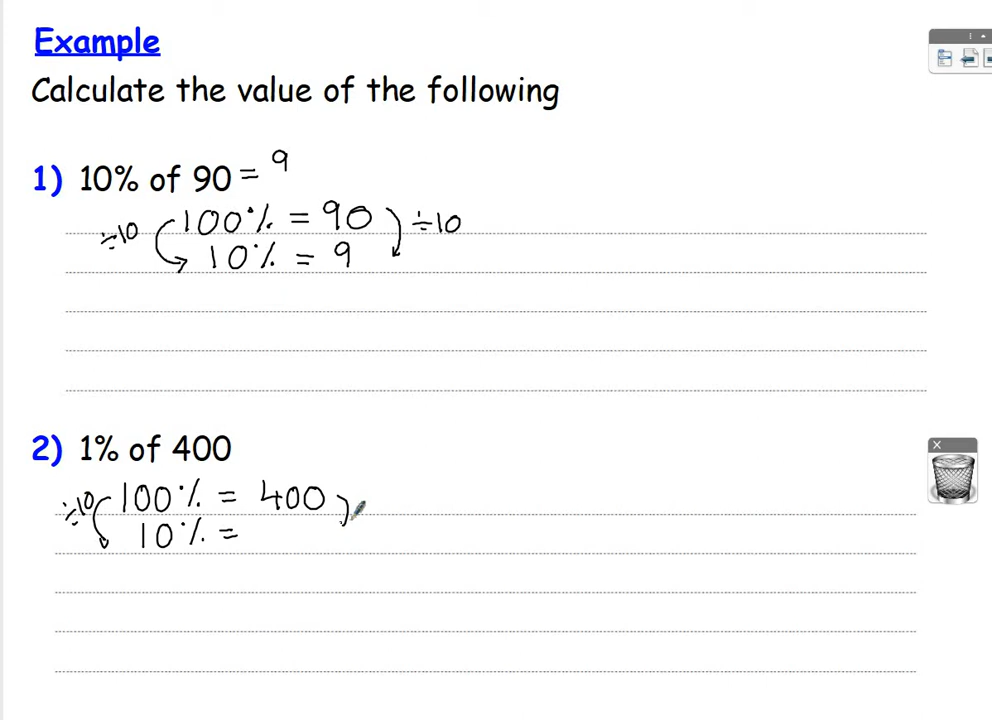 Example
Calculate the value of the following
1) 10% of 90 = 9
÷10 100% = 90 ÷10
10% = 9
2) 1% of 400
÷10 100% = 400
10% =